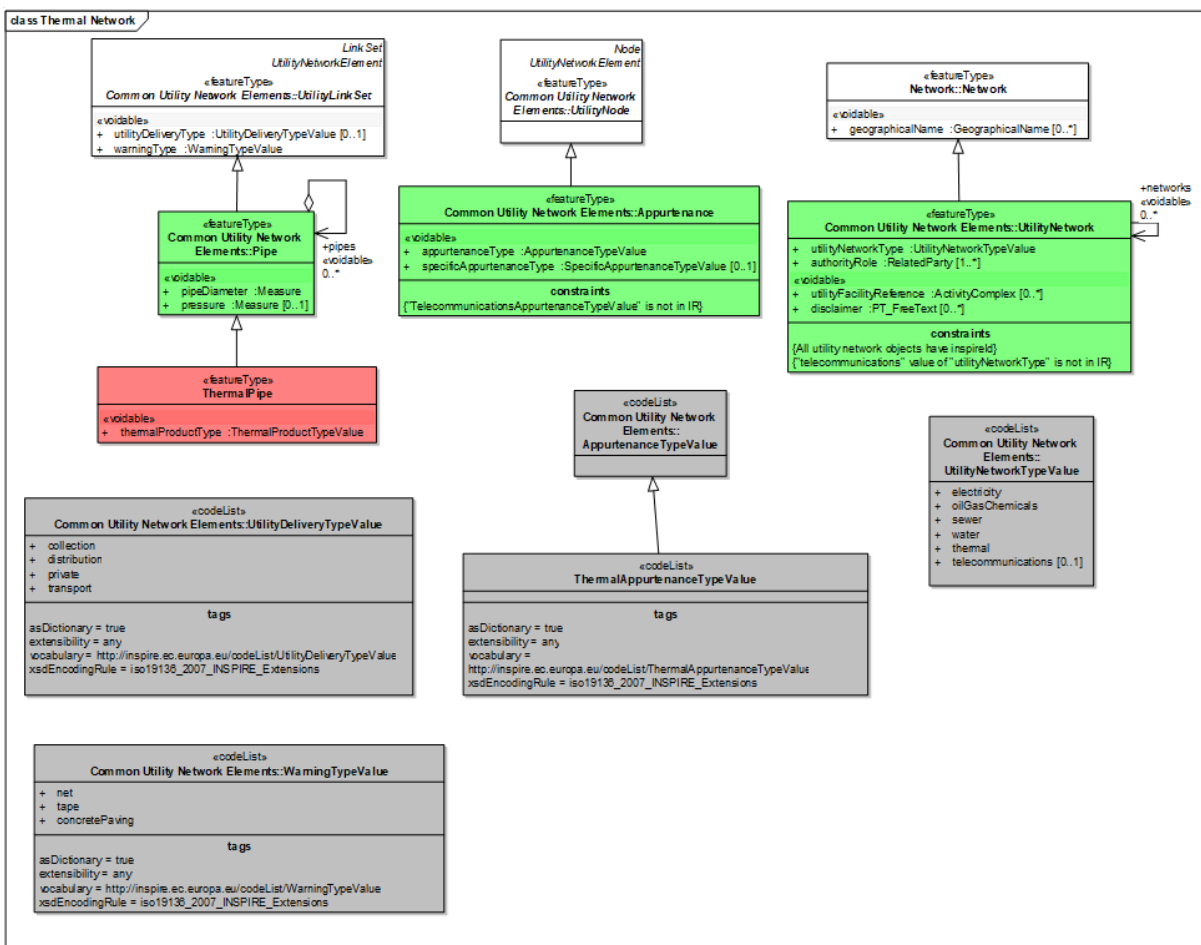 class Thermal Network
LinkSet
UtilityNetworkElement
«featureType»
Common Utility Network Elements::UtilityLinkSet
«voidable»
+ utilityDeliveryType :UtilityDeliveryTypeValue [0..1]
+ warningType :WarningTypeValue
Node
UtilityNetworkElement
«featureType»
Common Utility Network
Elements::UtilityNode
«featureType»
Network::Network
«voidable»
+ geographicalName :GeographicalName [0..*]
«featureType»
Common Utility Network
Elements::Pipe
«voidable»
+ pipeDiameter :Measure
+ pressure :Measure [0..1]
+pipes
«voidable»
0..*
«featureType»
Common Utility Network Elements::Appurtenance
«voidable»
+ appurtenanceType :AppurtenanceTypeValue
+ specificAppurtenanceType :SpecificAppurtenanceTypeValue [0..1]
constraints
{"TelecommunicationsAppurtenanceTypeValue" is not in IR}
+networks
«voidable»
0..*
«featureType»
Common Utility Network Elements::UtilityNetwork
+ utilityNetworkType :UtilityNetworkTypeValue
+ authorityRole :RelatedParty [1..*]
«voidable»
+ utilityFacilityReference :ActivityComplex [0..*]
+ disclaimer :PT_FreeText [0..*]
constraints
{All utility network objects have inspireId}
{"telecommunications" value of "utilityNetworkType" is not in IR}
«featureType»
ThermalPipe
«voidable»
+ thermalProductType :ThermalProductTypeValue
«codeList»
Common Utility Network
Elements::
AppurtenanceTypeValue
«codeList»
Common Utility Network
Elements::
UtilityNetworkTypeValue
+ electricity
+ oilGasChemicals
+ sewer
+ water
+ thermal
+ telecommunications [0..1]
«codeList»
Common Utility Network Elements::UtilityDeliveryTypeValue
+ collection
+ distribution
+ private
+ transport
tags
asDictionary = true
extensibility = any
vocabulary = http://inspire.ec.europa.eu/codeList/UtilityDeliveryTypeValue
xsdEncodingRule = iso19136_2007_INSPIRE_Extensions
«codeList»
ThermalAppurtenanceTypeValue
tags
asDictionary = true
extensibility = any
vocabulary =
http://inspire.ec.europa.eu/codeList/ThermalAppurtenanceTypeValue
xsdEncodingRule = iso19136_2007_INSPIRE_Extensions
«codeList»
Common Utility Network Elements::WarningTypeValue
+ net
+ tape
+ concretePaving
tags
asDictionary = true
extensibility = any
vocabulary = http://inspire.ec.europa.eu/codeList/WarningTypeValue
xsdEncodingRule = iso19136_2007_INSPIRE_Extensions